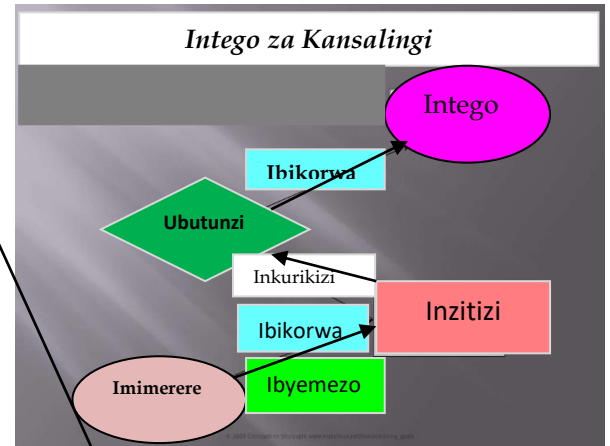 Intego za Kansalingi
Intego
Ibikorwa
Ubutunzi
Inkurikizi
Inzitizi
Ibikorwa
Imimerere
Ibyemezo